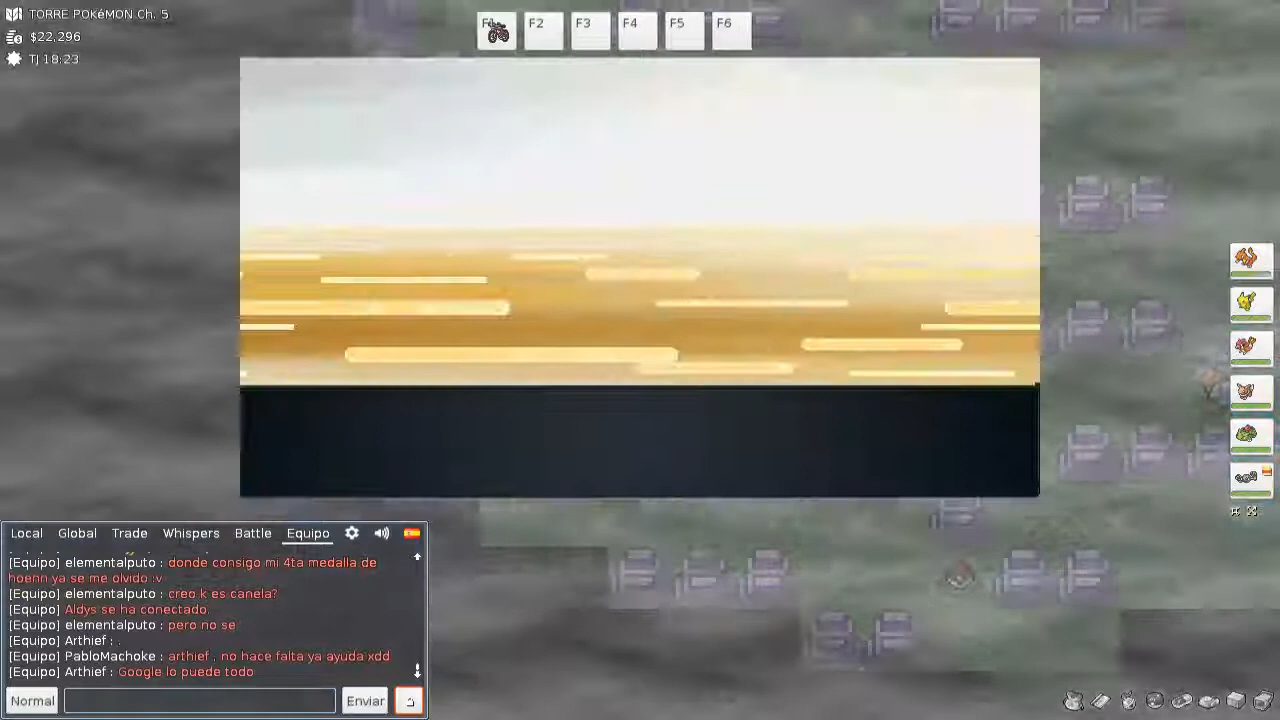 TORRE POKéMON Ch. 5
$22,296
TJ 18:23
F1 F2 F3 F4 F5 F6
Local Global Trade Whispers Battle Equipo
[Equipo] elementalputo : donde consigo mi 4ta medalla de
hoenn ya se me olvido :v
[Equipo] elementalputo : creo k es canela?
[Equipo] Aldys se ha conectado.
[Equipo] elementalputo : pero no se
[Equipo] Arthief : .
[Equipo] PabloMachoke : arthief , no hace falta ya ayuda xdd
[Equipo] Arthief : Google lo puede todo
Normal Enviar